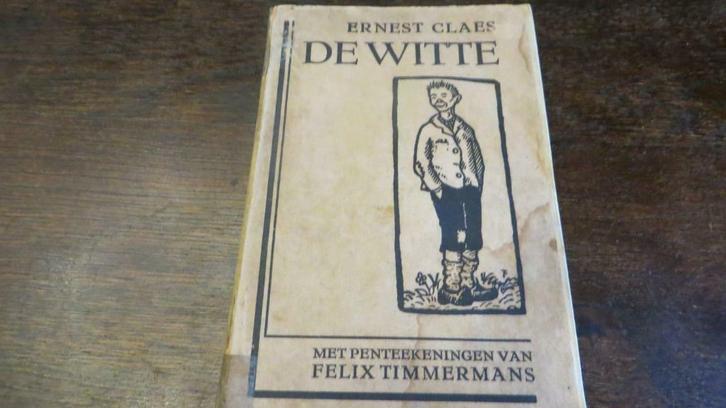 ERNEST CLAES
DE WITTE
MET PENTEEKENINGEN VAN
FELIX TIMMERMANS